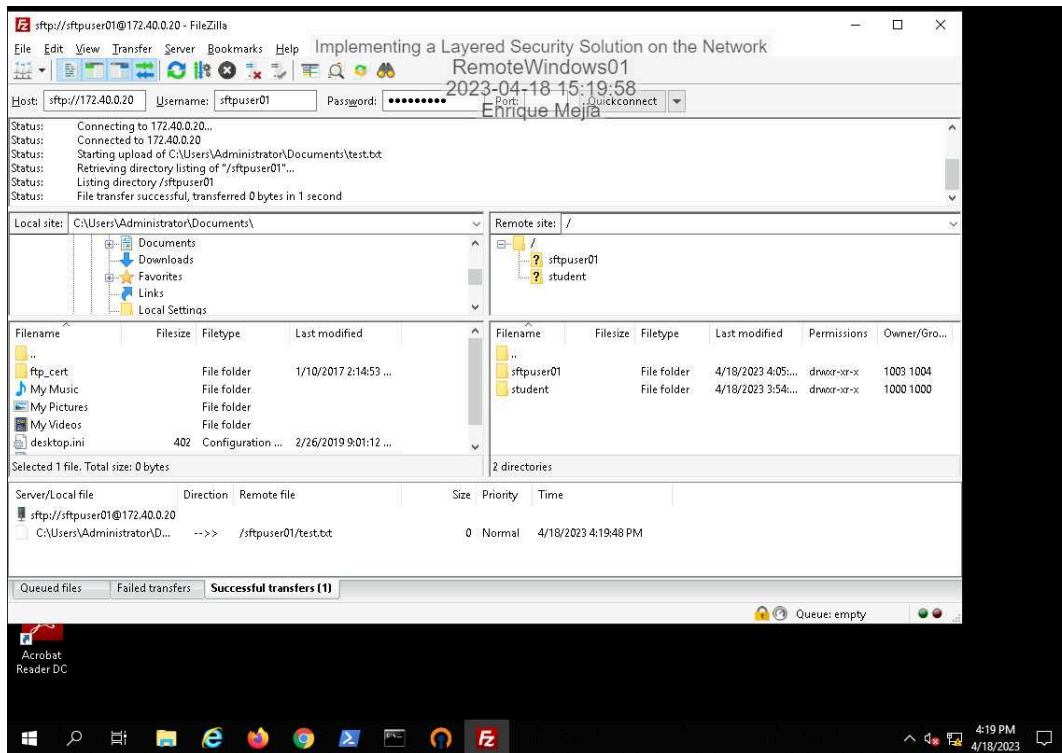 sftp://sftpuser01@172.40.0.20 - FileZilla
File Edit View Transfer Server Bookmarks Help
Implementing a Layered Security Solution on the Network
RemoteWindows01
2023-04-18 15:19:58
Enrique Mejía
Host: sftp://172.40.0.20 Username: sftpuser01 Password: ●●●●●●●●● Port: Quickconnect
Status: Connecting to 172.40.0.20...
Status: Connected to 172.40.0.20
Status: Starting upload of C:\Users\Administrator\Documents\test.txt
Status: Retrieving directory listing of "/sftpuser01"...
Status: Listing directory /sftpuser01
Status: File transfer successful, transferred 0 bytes in 1 second
Local site: C:\Users\Administrator\Documents\
Documents
Downloads
Favorites
Links
Local Settings
Remote site: /
/
? sftpuser01
? student
Filename Filesize Filetype Last modified
..
ftp_cert File folder 1/10/2017 2:14:53 ...
My Music File folder
My Pictures File folder
My Videos File folder
desktop.ini 402 Configuration ... 2/26/2019 9:01:12 ...
Selected 1 file. Total size: 0 bytes
Filename Filesize Filetype Last modified Permissions Owner/Gro...
..
sftpuser01 File folder 4/18/2023 4:05:... drwxr-xr-x 1003 1004
student File folder 4/18/2023 3:54:... drwxr-xr-x 1000 1000
2 directories
Server/Local file Direction Remote file Size Priority Time
sftp://sftpuser01@172.40.0.20
C:\Users\Administrator\D... -->> /sftpuser01/test.txt 0 Normal 4/18/2023 4:19:48 PM
Queued files Failed transfers Successful transfers (1)
Queue: empty
Acrobat
Reader DC
4:19 PM
4/18/2023